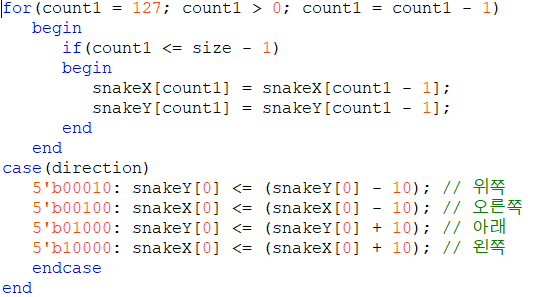 for(count1 = 127; count1 > 0; count1 = count1 - 1)
begin
if(count1 <= size - 1)
begin
snakeX[count1] = snakeX[count1 - 1];
snakeY[count1] = snakeY[count1 - 1];
end
end
case(direction)
5'b00010: snakeY[0] <= (snakeY[0] - 10); // 위쪽
5'b00100: snakeX[0] <= (snakeX[0] - 10); // 오른쪽
5'b01000: snakeY[0] <= (snakeY[0] + 10); // 아래
5'b10000: snakeX[0] <= (snakeX[0] + 10); // 왼쪽
endcase
end